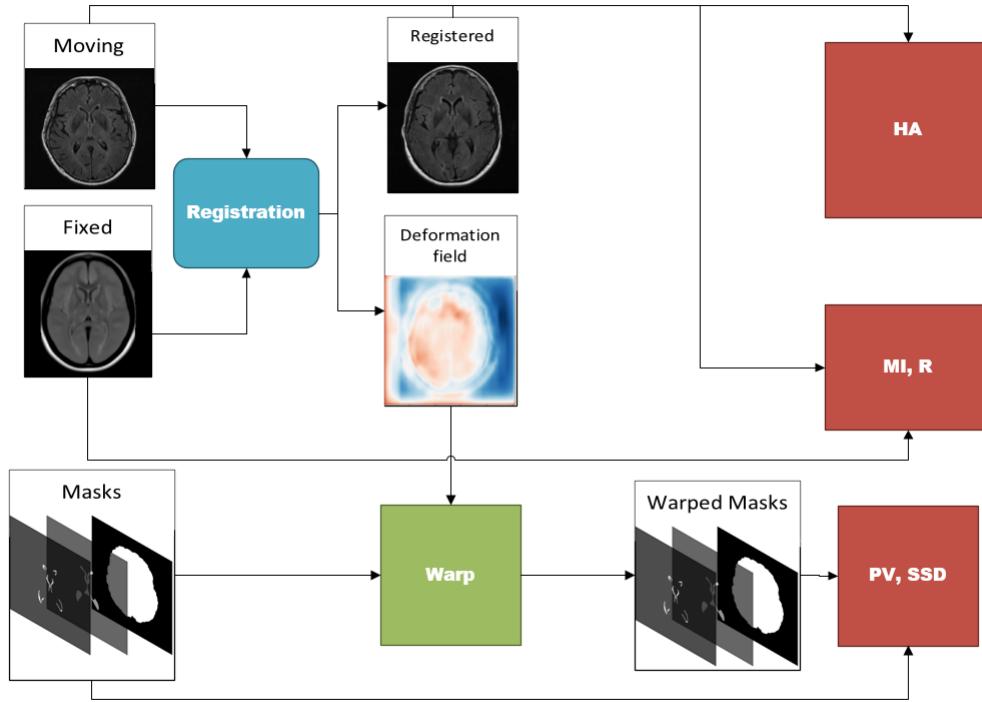 Moving
Registered
HA
Registration
Fixed
Deformation
field
MI, R
Masks
Warped Masks
Warp
PV, SSD